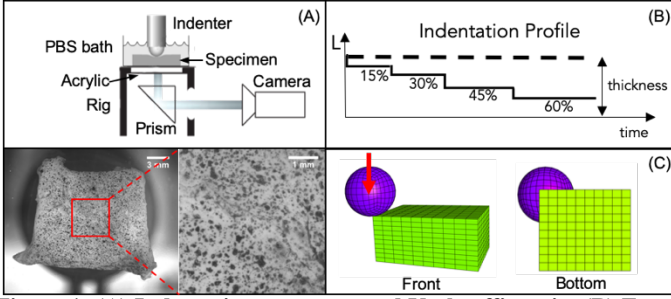 (A)
Indenter
PBS bath
Specimen
Acrylic
Camera
Rig
Prism
3 mm
1 mm
(B)
Indentation Profile
L
15%
30%
45%
60%
thickness
time
(C)
Front
Bottom